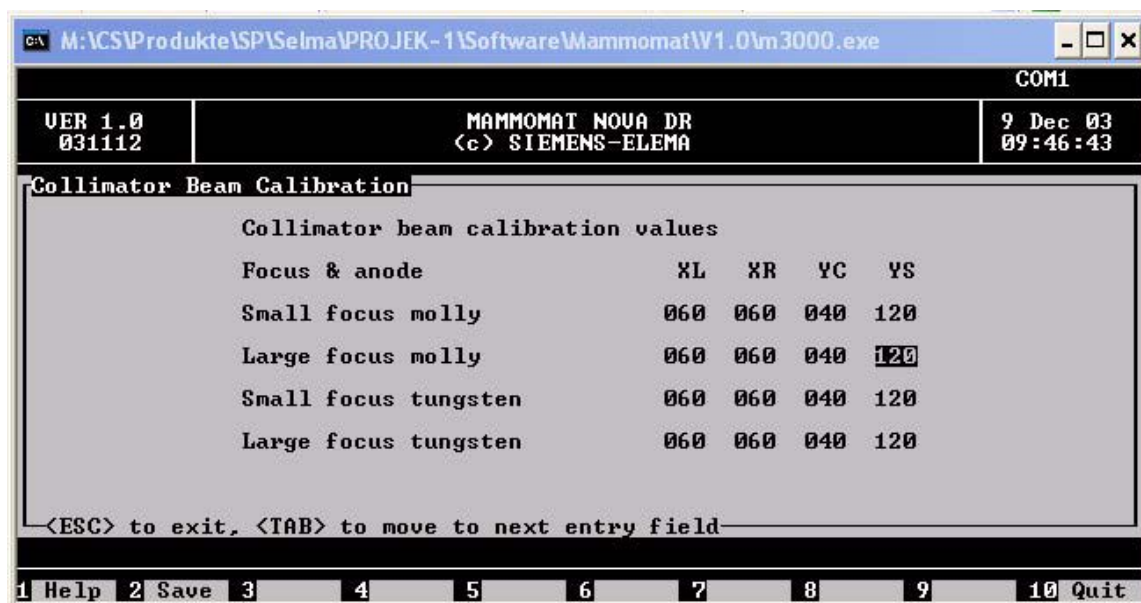 M:\CS\Produkte\SP\Selma\PROJEK~1\Software\Mammomat\V1.0\m3000.exe
COM1
VER 1.0 MAMMOMAT NOVA DR 9 Dec 03
031112 (c) SIEMENS-ELEMA 09:46:43
Collimator Beam Calibration
Collimator beam calibration values
Focus & anode XL XR YC YS
Small focus molly 060 060 040 120
Large focus molly 060 060 040 120
Small focus tungsten 060 060 040 120
Large focus tungsten 060 060 040 120
<ESC> to exit, <TAB> to move to next entry field
1 Help 2 Save 3 4 5 6 7 8 9 10 Quit